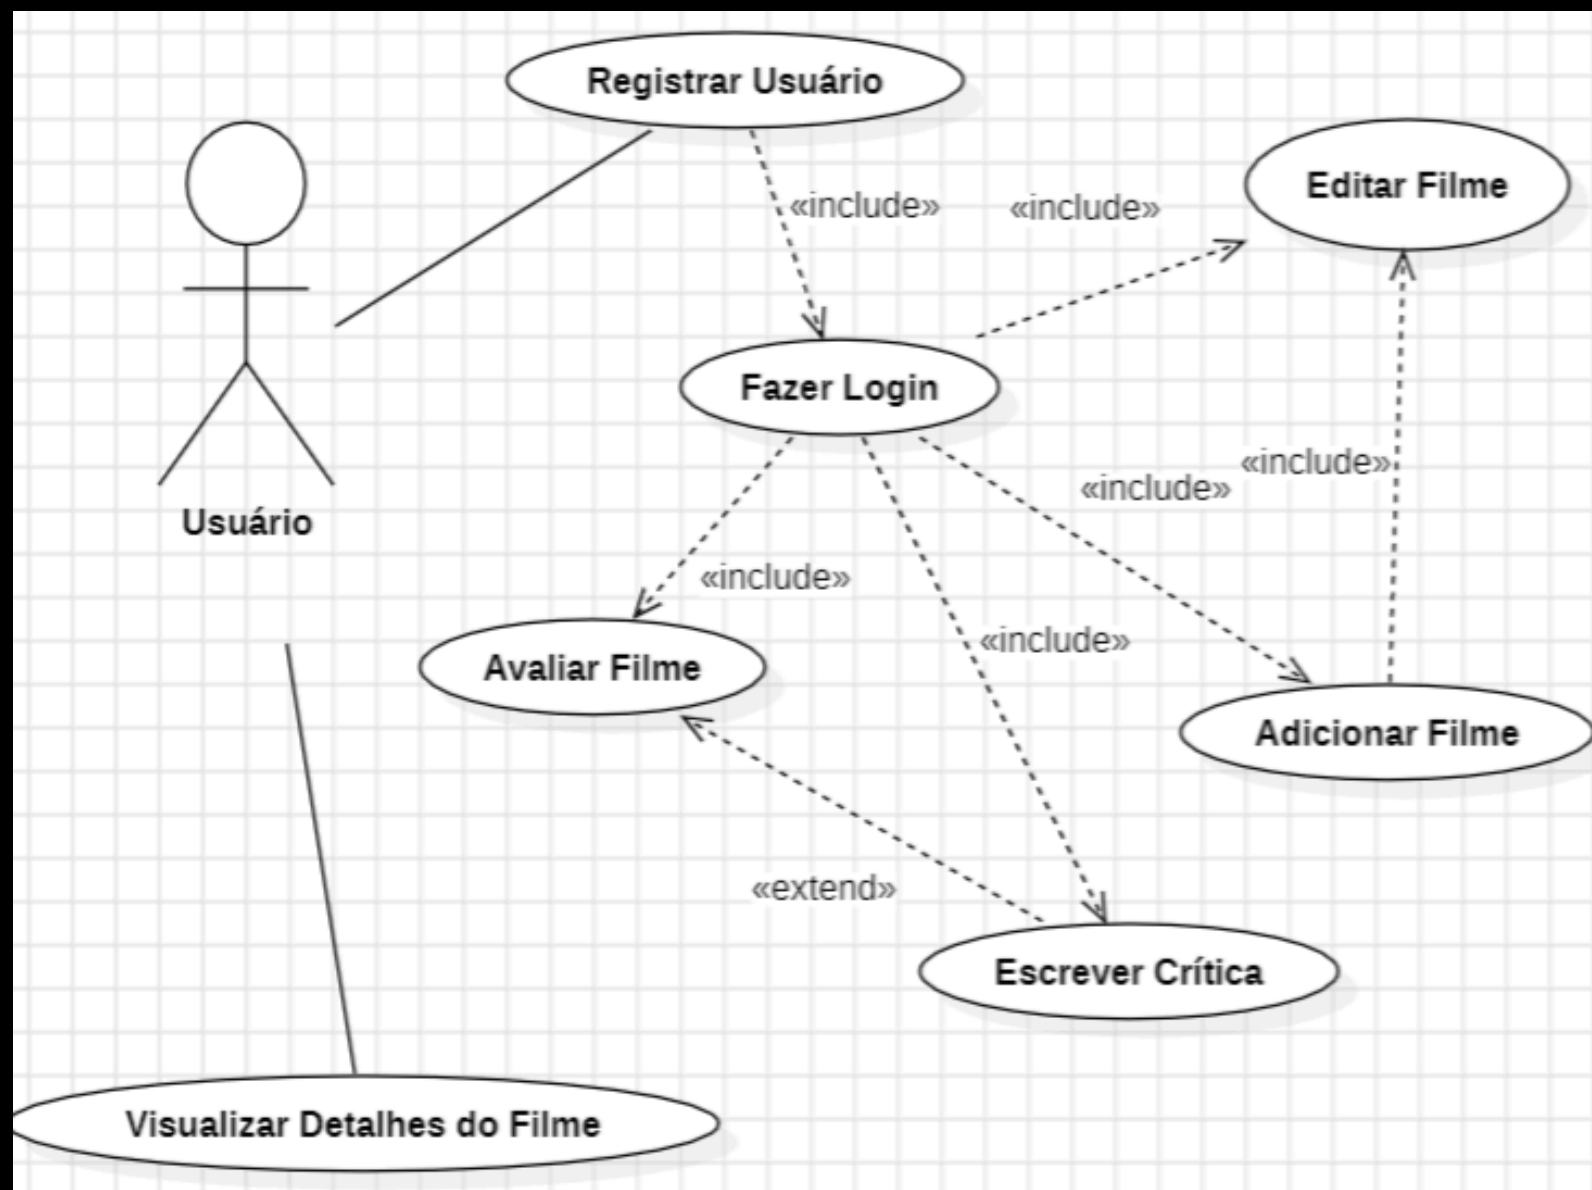 Registrar Usuário
Editar Filme
«include»
«include»
Fazer Login
«include»
«include»
Usuário
«include»
«include»
Avaliar Filme
Adicionar Filme
«extend»
Escrever Crítica
Visualizar Detalhes do Filme